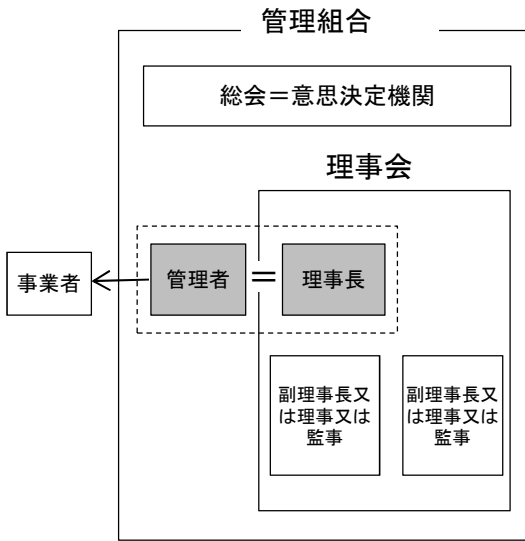 管理組合
総会＝意思決定機関
理事会
事業者
管理者
＝
理事長
副理事長又
は理事又は
監事
副理事長又
は理事又は
監事